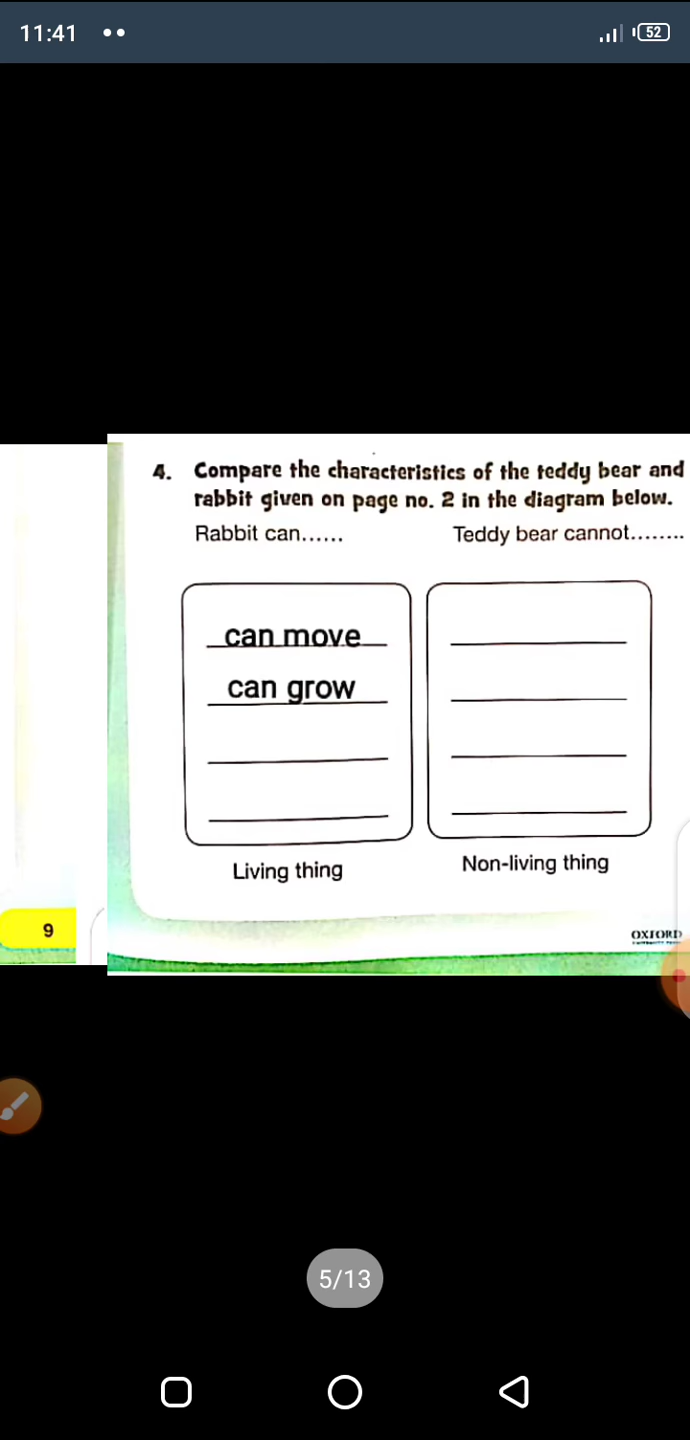 11:41
52
4. Compare the characteristics of the teddy bear and
rabbit given on page no. 2 in the diagram below.
Rabbit can...... Teddy bear cannot........
can move
can grow
Living thing Non-living thing
9
OXFORD
5/13